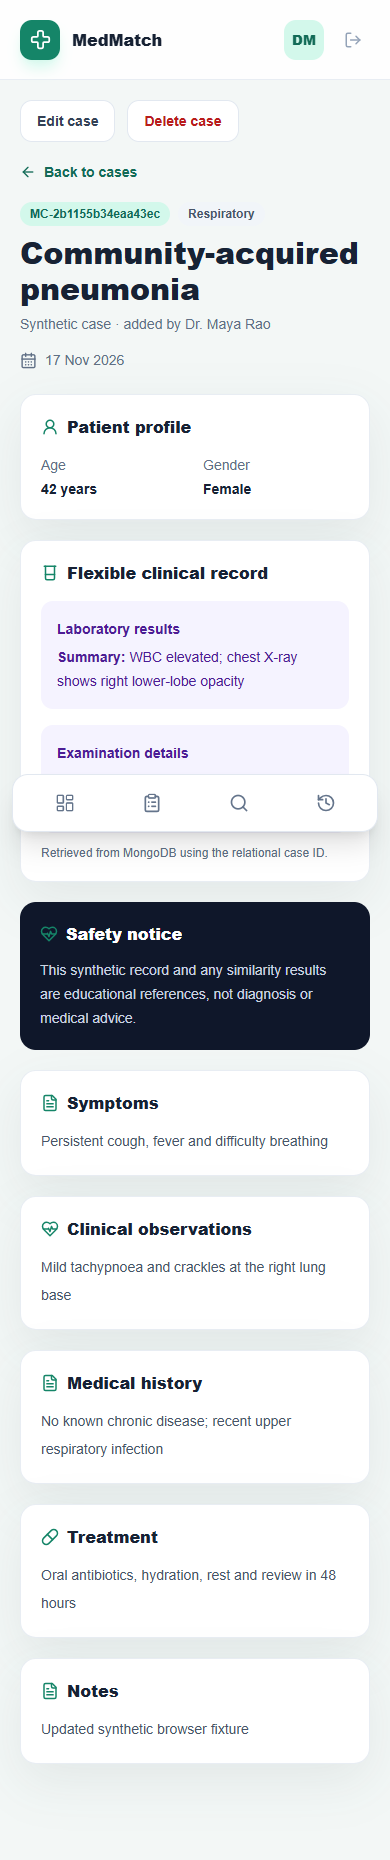 MedMatch
DM
Edit case
Delete case
Back to cases
MC-2b1155b34eaa43ec
Respiratory
Community-acquired
pneumonia
Synthetic case · added by Dr. Maya Rao
17 Nov 2026
Patient profile
Age
Gender
42 years
Female
Flexible clinical record
Laboratory results
Summary: WBC elevated; chest X-ray
shows right lower-lobe opacity
Examination details
Retrieved from MongoDB using the relational case ID.
Safety notice
This synthetic record and any similarity results
are educational references, not diagnosis or
medical advice.
Symptoms
Persistent cough, fever and difficulty breathing
Clinical observations
Mild tachypnoea and crackles at the right lung
base
Medical history
No known chronic disease; recent upper
respiratory infection
Treatment
Oral antibiotics, hydration, rest and review in 48
hours
Notes
Updated synthetic browser fixture